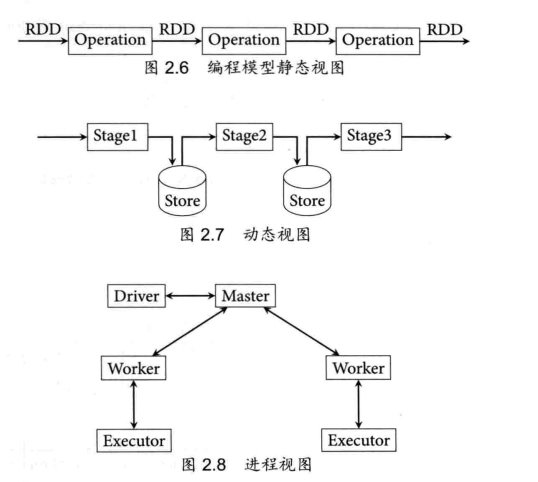 RDD Operation RDD Operation RDD Operation RDD
图 2.6 编程模型静态视图
Stage1 Stage2 Stage3
Store Store
图 2.7 动态视图
Driver Master
Worker Worker
Executor Executor
图 2.8 进程视图